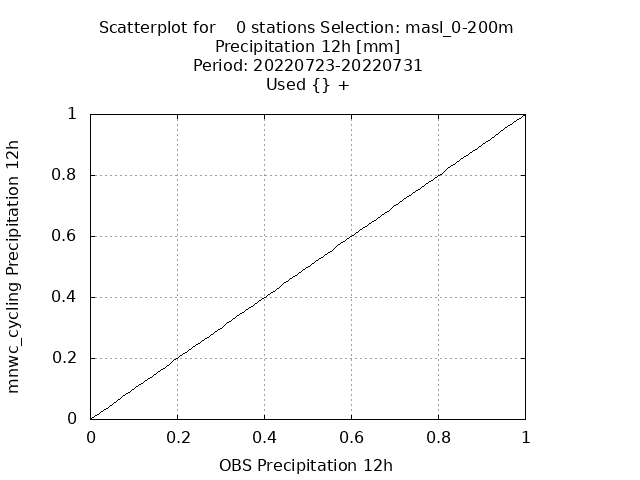 Scatterplot for    0 stations Selection: masl_0-200m
Precipitation 12h [mm]
Period: 20220723-20220731
Used {} +
mnwc_cycling Precipitation 12h
1
0.8
0.6
0.4
0.2
0
0 0.2 0.4 0.6 0.8 1
OBS Precipitation 12h